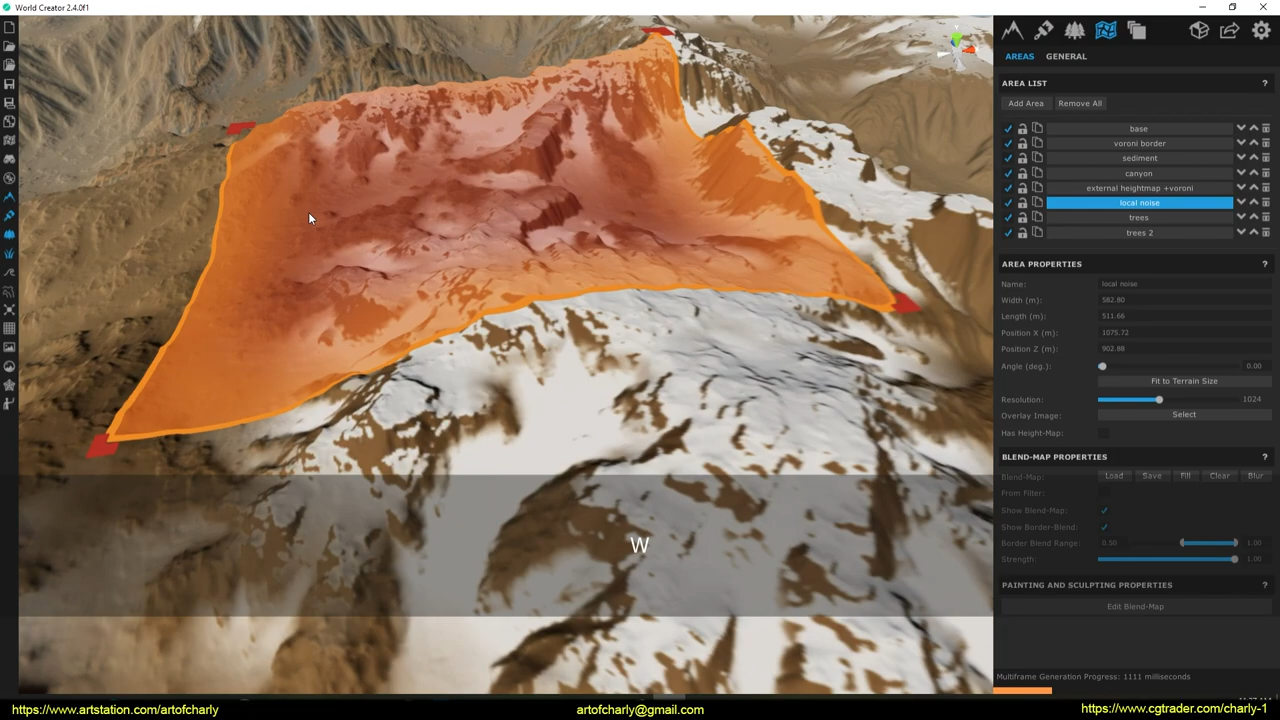 World Creator 2.4.0f1
AREAS GENERAL
AREA LIST ?
Add Area Remove All
base
voroni border
sediment
canyon
external heightmap +voroni
local noise
trees
trees 2
AREA PROPERTIES ?
Name: local noise
Width (m): 582.80
Length (m): 511.66
Position X (m): 1075.72
Position Z (m): 902.88
Angle (deg.): 0.00
Fit to Terrain Size
Resolution: 1024
Overlay Image: Select
Has Height-Map:
BLEND-MAP PROPERTIES ?
Blend-Map: Load Save Fill Clear Blur
From Filter:
Show Blend-Map:
Show Border-Blend:
Border Blend Range: 0.50 1.00
Strength: 1.00
PAINTING AND SCULPTING PROPERTIES ?
Edit Blend-Map
W
Multiframe Generation Progress: 1111 milliseconds
https://www.artstation.com/artofcharly artofcharly@gmail.com https://www.cgtrader.com/charly-1